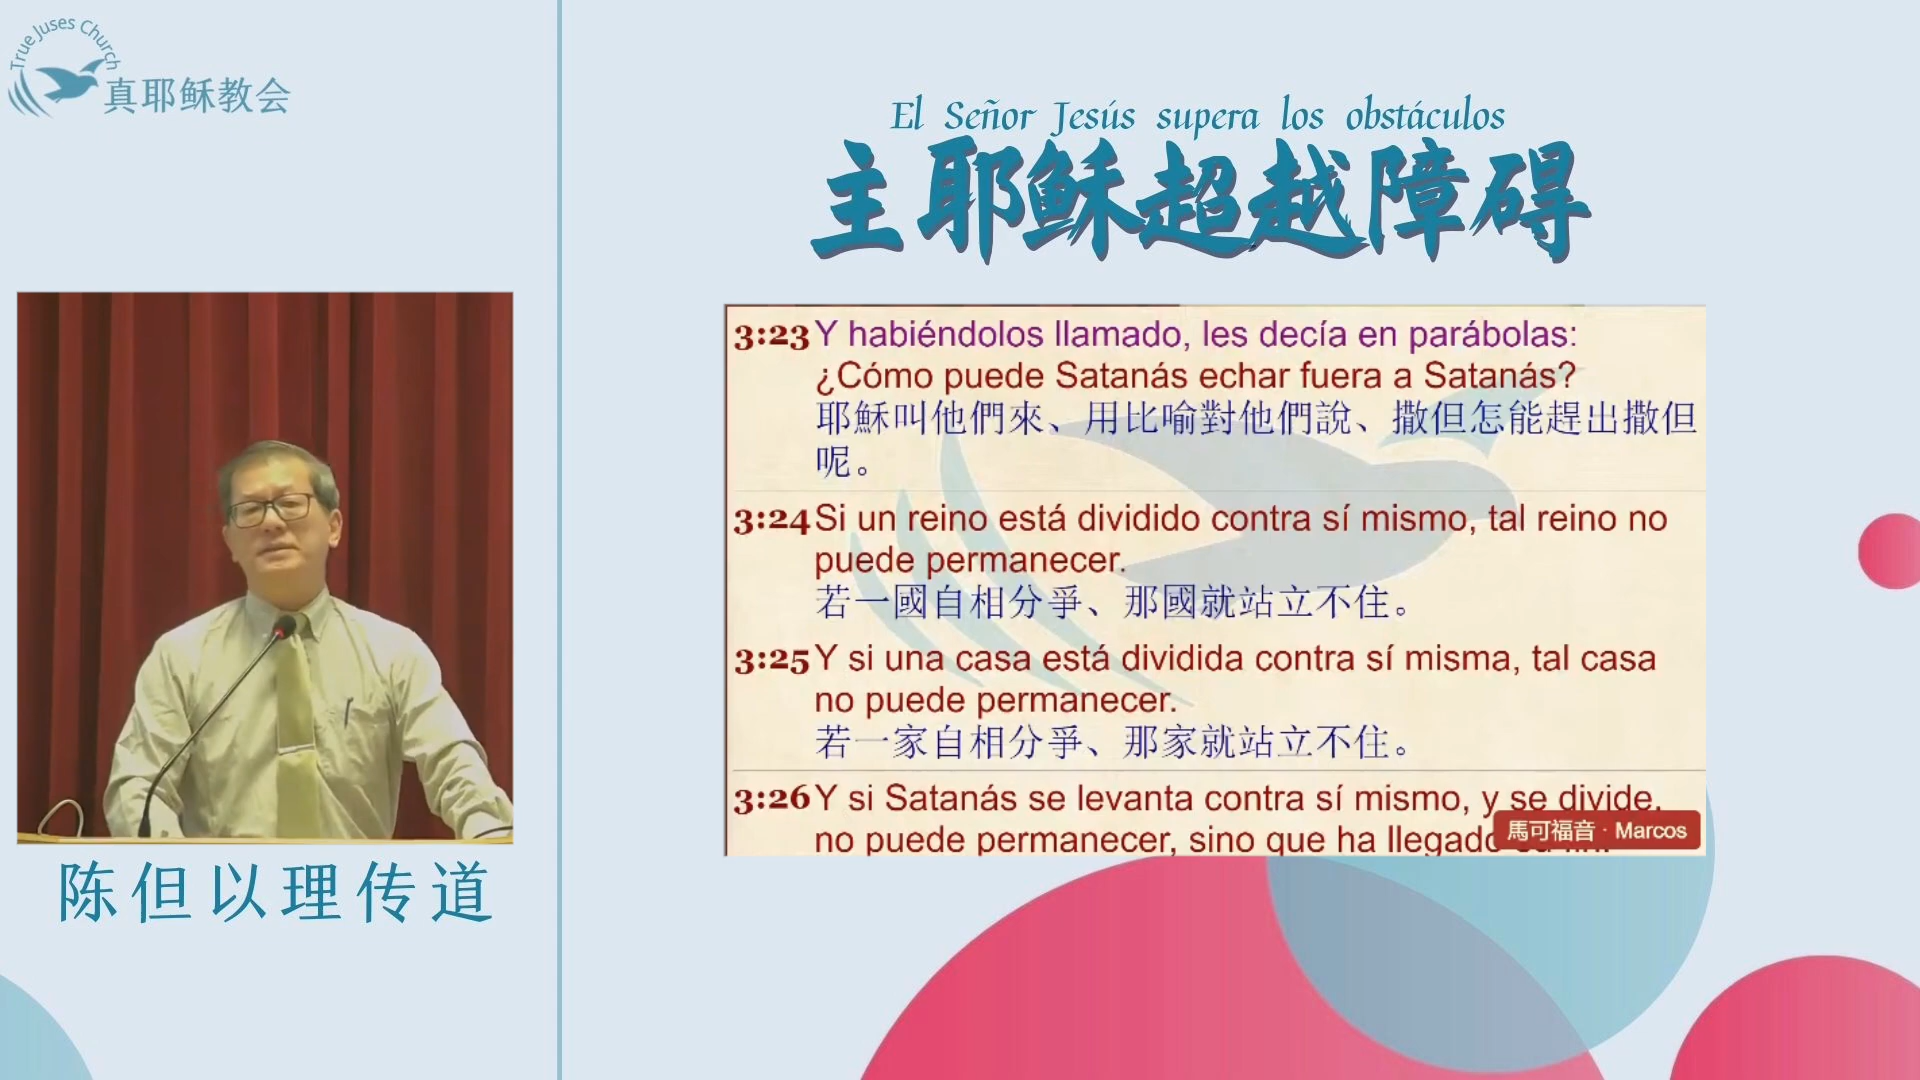 True Juses Church
真耶稣教会
El Señor Jesús supera los obstáculos
主耶稣超越障碍
3:23 Y habiéndolos llamado, les decía en parábolas:
¿Cómo puede Satanás echar fuera a Satanás?
耶穌叫他們來、用比喻對他們說、撒但怎能趕出撒但
呢。
3:24 Si un reino está dividido contra sí mismo, tal reino no
puede permanecer.
若一國自相分爭、那國就站立不住。
3:25 Y si una casa está dividida contra sí misma, tal casa
no puede permanecer.
若一家自相分爭、那家就站立不住。
3:26 Y si Satanás se levanta contra sí mismo, y se divide,
no puede permanecer, sino que ha llegado
馬可福音 · Marcos
陈但以理传道